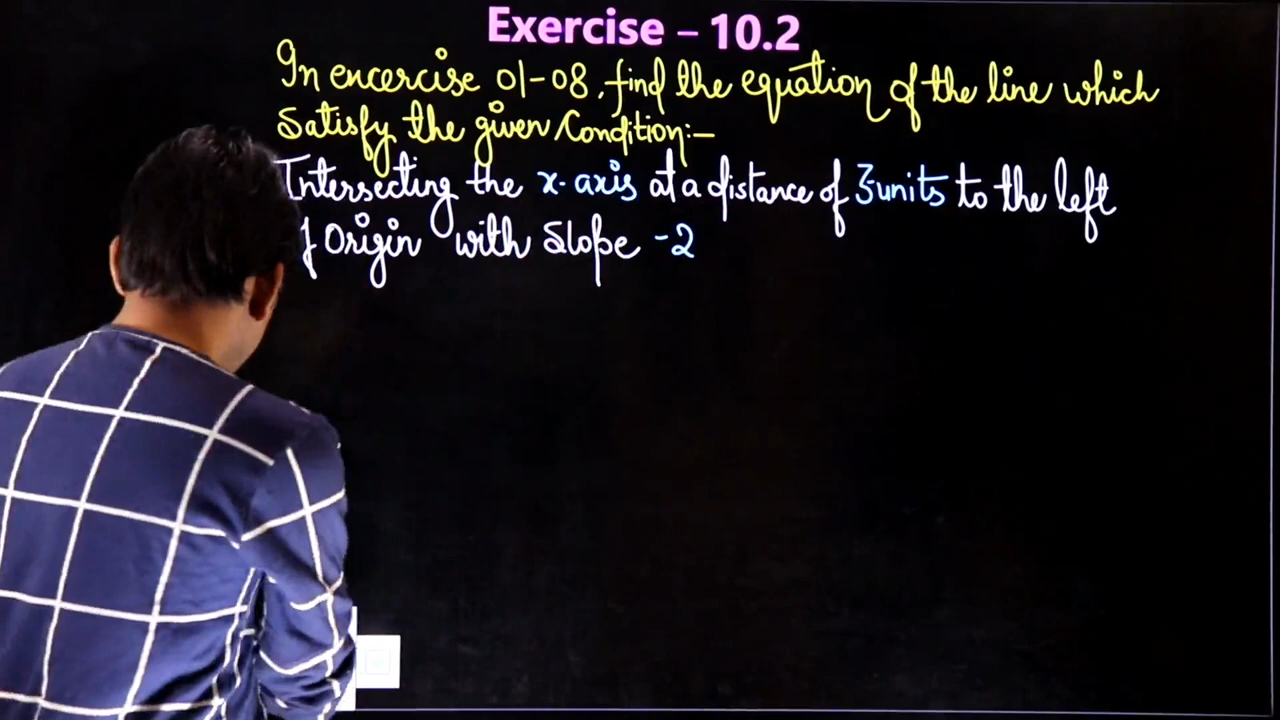 Exercise – 10.2
In encercise 01-08, find the equation of the line which
Satisfy the given Condition:-
Intersecting the x-axis at a distance of 3units to the left
of Origin with Slope -2